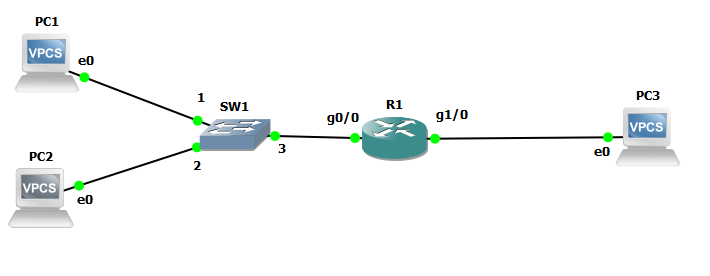 PC1
VPCS
e0
1
SW1
2
3
PC2
VPCS
e0
g0/0
R1
g1/0
PC3
VPCS
e0